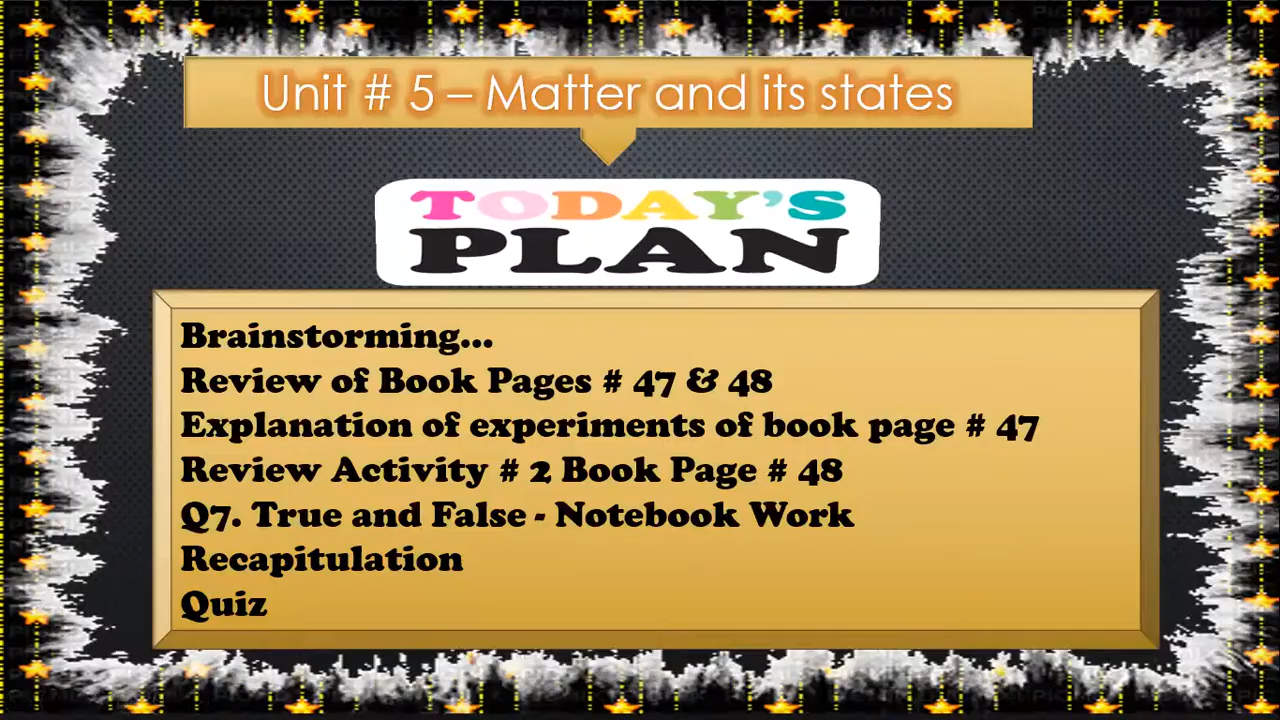 Unit # 5 – Matter and its states
TODAY'S
PLAN
Brainstorming...
Review of Book Pages # 47 & 48
Explanation of experiments of book page # 47
Review Activity # 2 Book Page # 48
Q7. True and False - Notebook Work
Recapitulation
Quiz